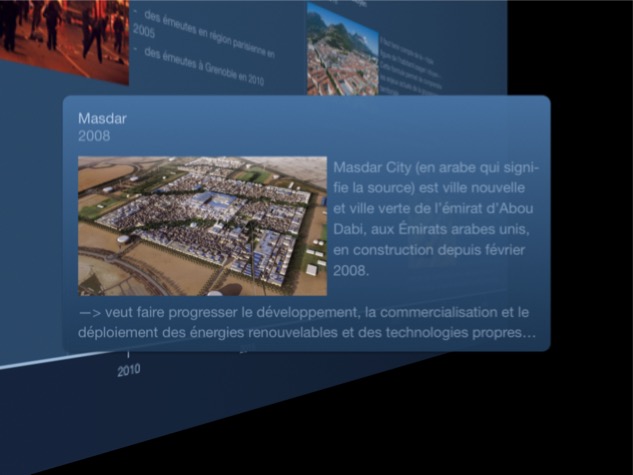 - des émeutes en région parisienne en
2005
- des émeutes à Grenoble en 2010
Masdar
2008
Masdar City (en arabe qui signi-
fie la source) est ville nouvelle
et ville verte de l'émirat d'Abou
Dabi, aux Émirats arabes unis,
en construction depuis février
2008.
—> veut faire progresser le développement, la commercialisation et le
déploiement des énergies renouvelables et des technologies propres...
2010